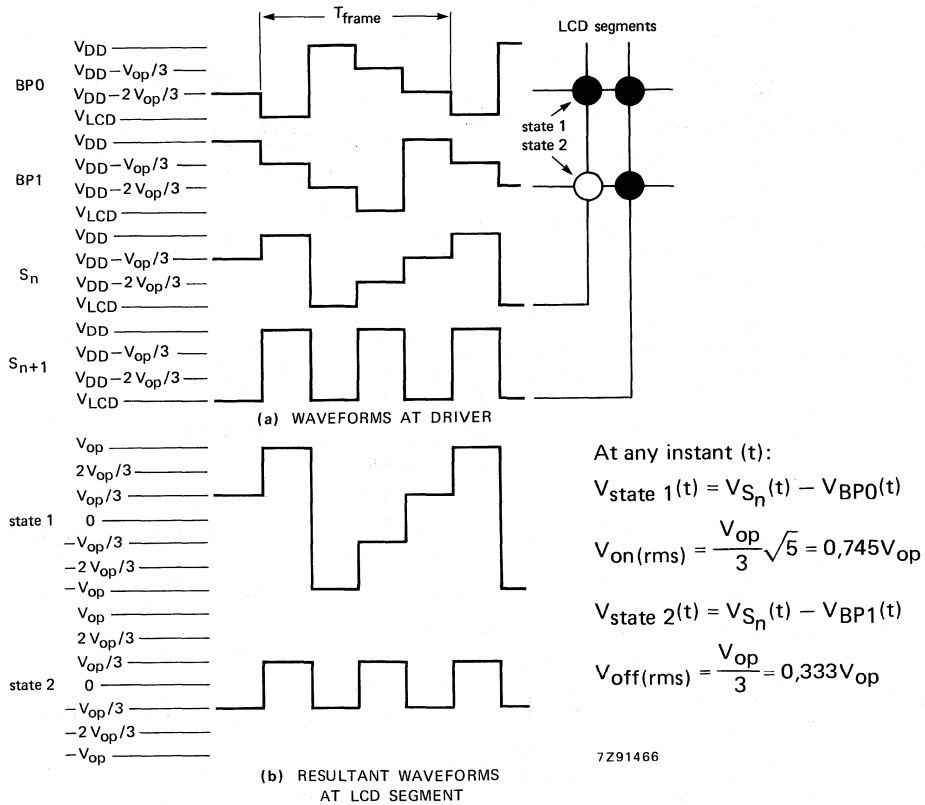 T_frame
LCD segments
BP0
V_DD
V_DD−V_op/3
V_DD−2 V_op/3
V_LCD
state 1
state 2
BP1
V_DD
V_DD−V_op/3
V_DD−2 V_op/3
V_LCD
S_n
V_DD
V_DD−V_op/3
V_DD−2 V_op/3
V_LCD
S_n+1
V_DD
V_DD−V_op/3
V_DD−2 V_op/3
V_LCD
(a) WAVEFORMS AT DRIVER
state 1
V_op
2 V_op/3
V_op/3
0
−V_op/3
−2 V_op/3
−V_op
state 2
V_op
2 V_op/3
V_op/3
0
−V_op/3
−2 V_op/3
−V_op
(b) RESULTANT WAVEFORMS
AT LCD SEGMENT
At any instant (t):
V_state 1(t) = V_S_n(t) − V_BP0(t)
V_on(rms) = V_op/3 √5 = 0,745V_op
V_state 2(t) = V_S_n(t) − V_BP1(t)
V_off(rms) = V_op/3 = 0,333V_op
7Z91466